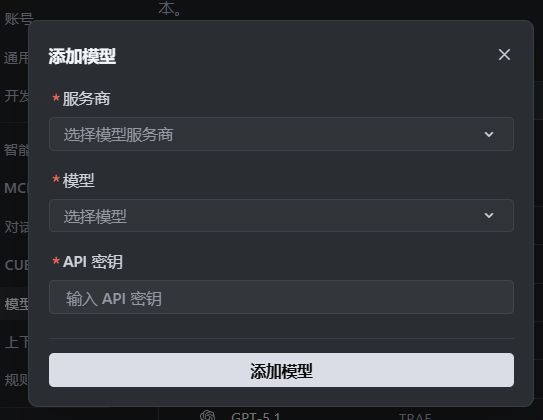 本。
账号
添加模型
通用
* 服务商
开发
选择模型服务商
智能
* 模型
MC
选择模型
对话
* API 密钥
CUE
输入 API 密钥
模型
上下
添加模型
规则
GPT-5.1
TRAE